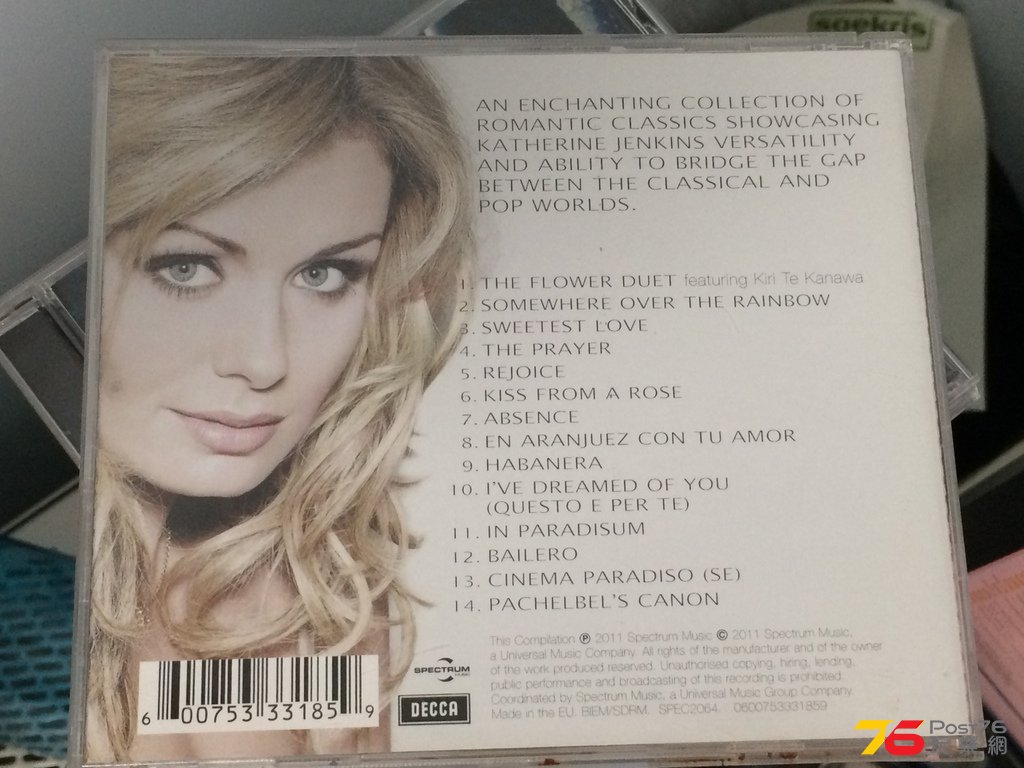 soekris
AN ENCHANTING COLLECTION OF
ROMANTIC CLASSICS SHOWCASING
KATHERINE JENKINS VERSATILITY
AND ABILITY TO BRIDGE THE GAP
BETWEEN THE CLASSICAL AND
POP WORLDS.
1. THE FLOWER DUET featuring Kiri Te Kanawa
2. SOMEWHERE OVER THE RAINBOW
3. SWEETEST LOVE
4. THE PRAYER
5. REJOICE
6. KISS FROM A ROSE
7. ABSENCE
8. EN ARANJUEZ CON TU AMOR
9. HABANERA
10. I'VE DREAMED OF YOU
(QUESTO E PER TE)
11. IN PARADISUM
12. BAILERO
13. CINEMA PARADISO (SE)
14. PACHELBEL'S CANON
This Compilation ℗ 2011 Spectrum Music © 2011 Spectrum Music,
a Universal Music Company. All rights of the manufacturer and of the owner
of the work produced reserved. Unauthorised copying, hiring, lending,
public performance and broadcasting of this recording is prohibited.
Coordinated by Spectrum Music, a Universal Music Group Company.
Made in the EU. BIEM/SDRM. SPEC2064. 0600753331859
SPECTRUM
MUSIC
DECCA
6 00753 33185 9
76 Post76
玩樂網